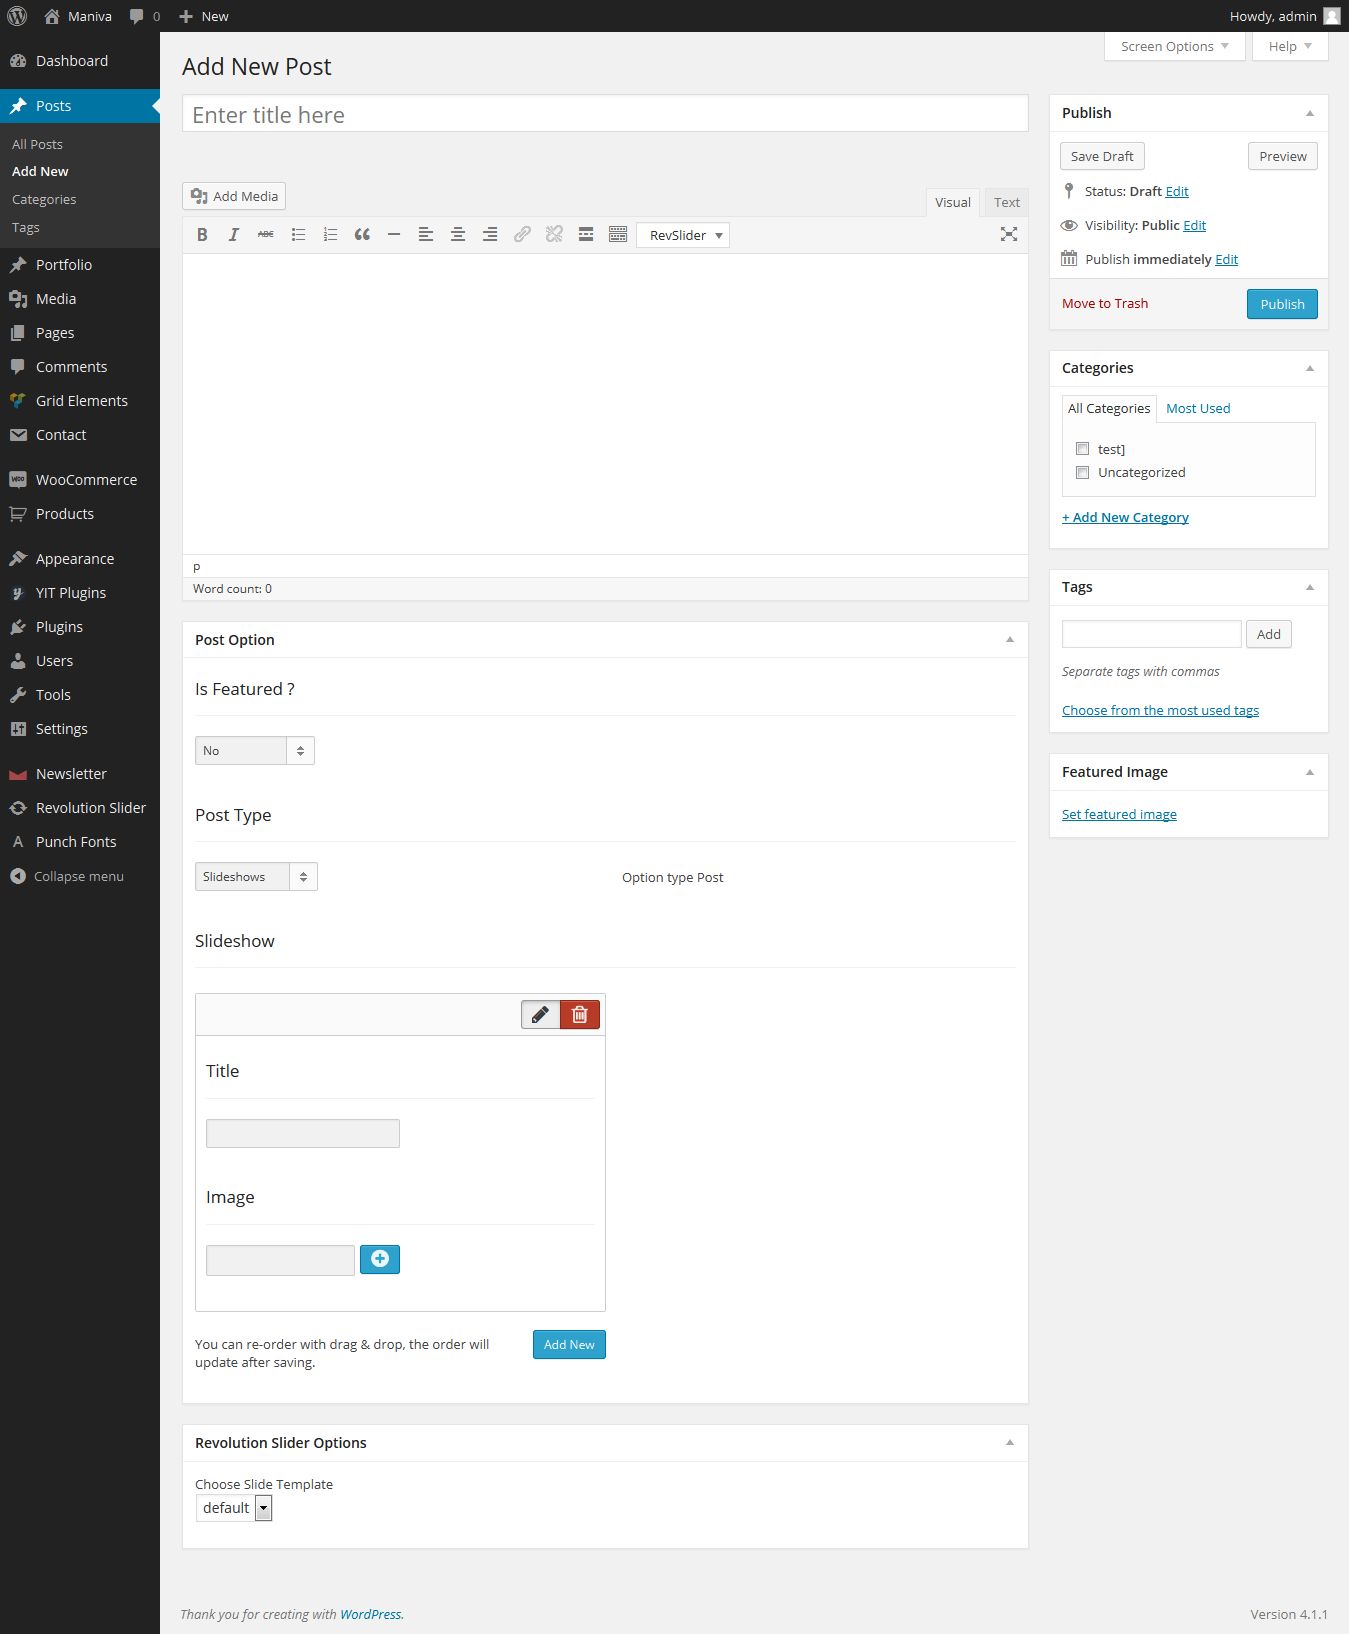 Maniva
0
New
Howdy, admin
Dashboard
Posts
All Posts
Add New
Categories
Tags
Portfolio
Media
Pages
Comments
Grid Elements
Contact
WooCommerce
Products
Appearance
YIT Plugins
Plugins
Users
Tools
Settings
Newsletter
Revolution Slider
A Punch Fonts
Collapse menu
Screen Options
Help
Add New Post
Enter title here
Add Media
Visual
Text
B I ABC
RevSlider
p
Word count: 0
Post Option
Is Featured ?
No
Post Type
Slideshows
Option type Post
Slideshow
Title
Image
You can re-order with drag & drop, the order will
update after saving.
Add New
Revolution Slider Options
Choose Slide Template
default
Publish
Save Draft
Preview
Status: Draft Edit
Visibility: Public Edit
Publish immediately Edit
Move to Trash
Publish
Categories
All Categories
Most Used
test]
Uncategorized
+ Add New Category
Tags
Add
Separate tags with commas
Choose from the most used tags
Featured Image
Set featured image
Thank you for creating with WordPress.
Version 4.1.1